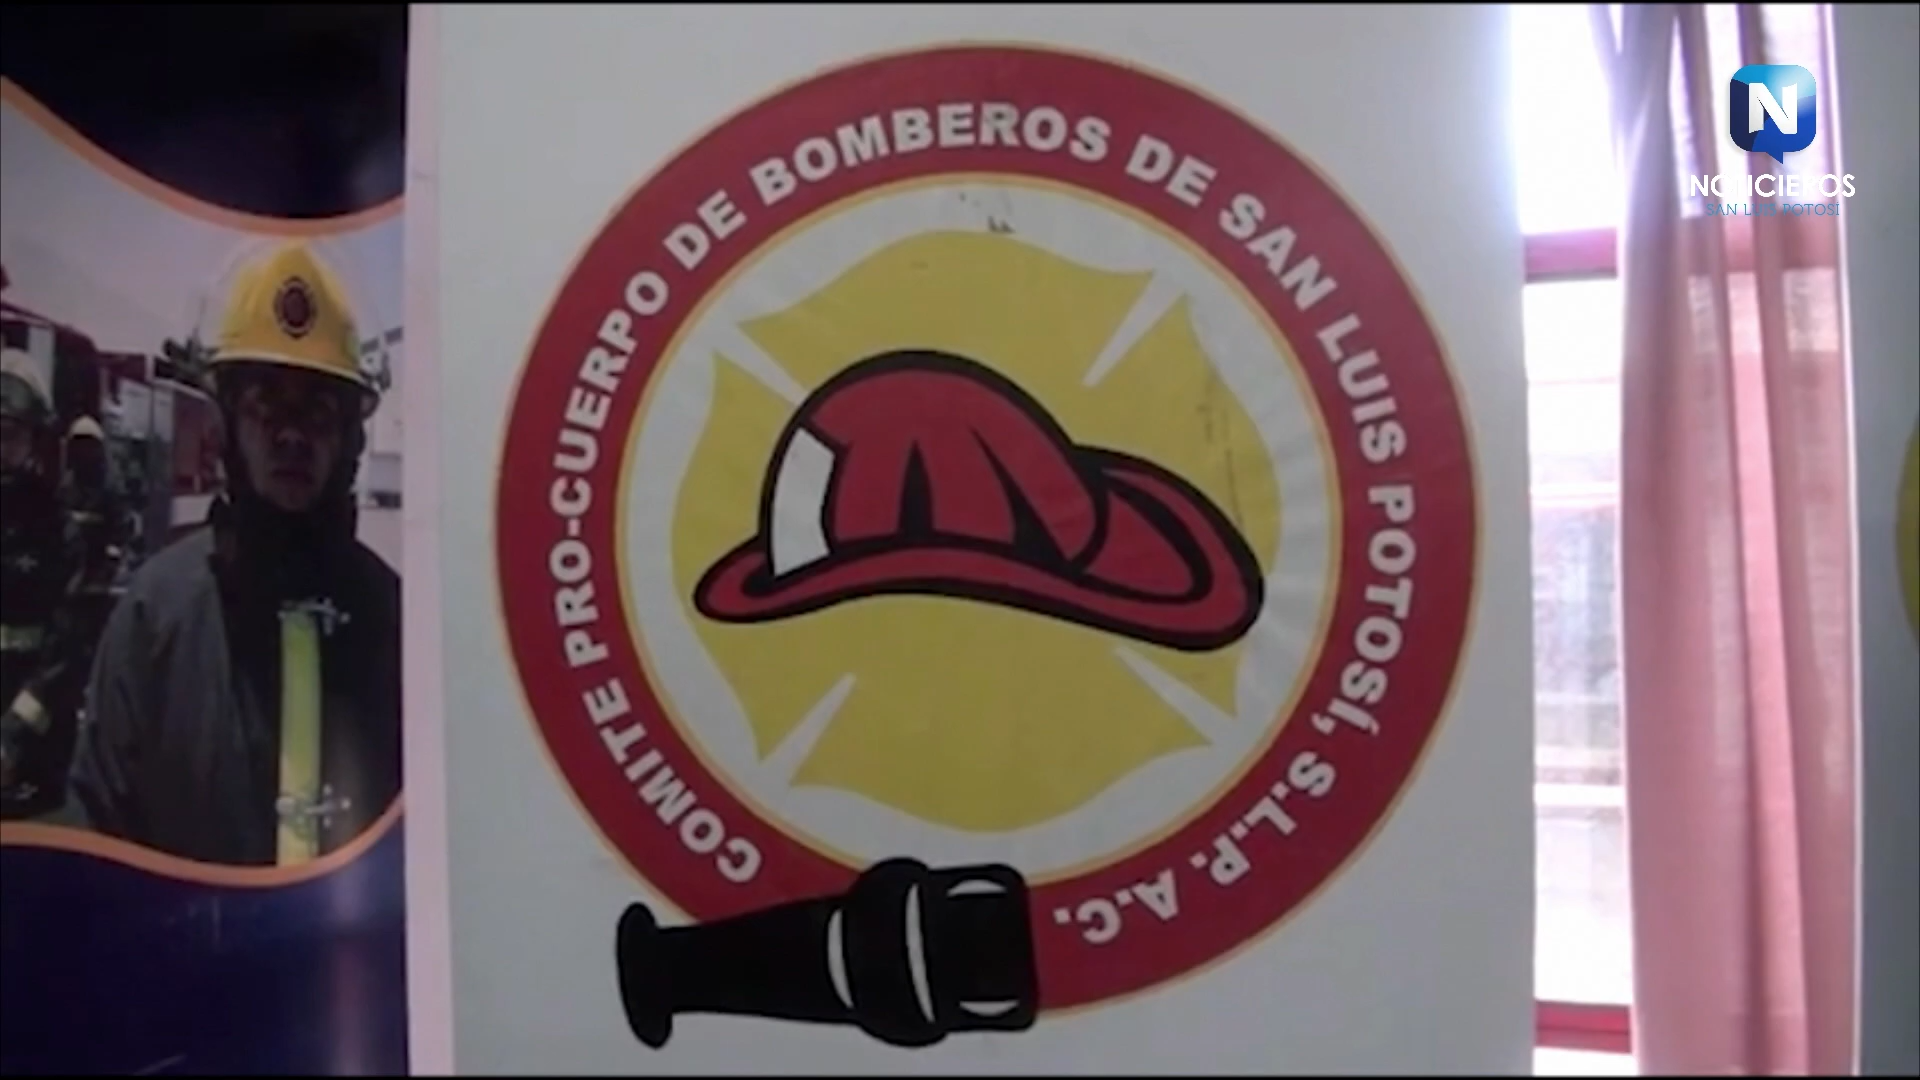 COMITE PRO-CUERPO DE BOMBEROS DE SAN LUIS POTOSÍ, S.L.P. A.C.
N
NOTICIEROS
SAN LUIS POTOSI